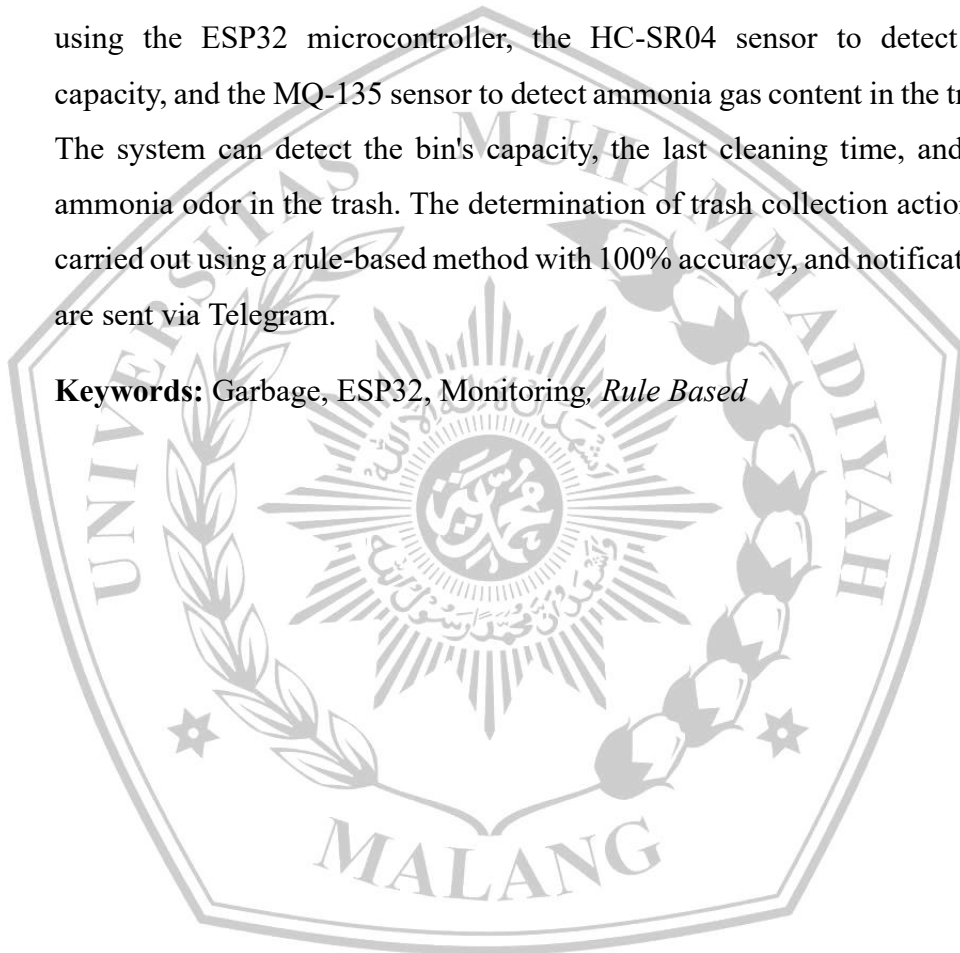 using the ESP32 microcontroller, the HC-SR04 sensor to detect
capacity, and the MQ-135 sensor to detect ammonia gas content in the
The system can detect the bin's capacity, the last cleaning time, and
ammonia odor in the trash. The determination of trash collection action
carried out using a rule-based method with 100% accuracy, and
are sent via Telegram.
Keywords: Garbage, ESP32, Monitoring, Rule Based
UNIVERSITAS MUHAMMADIYAH
MALANG